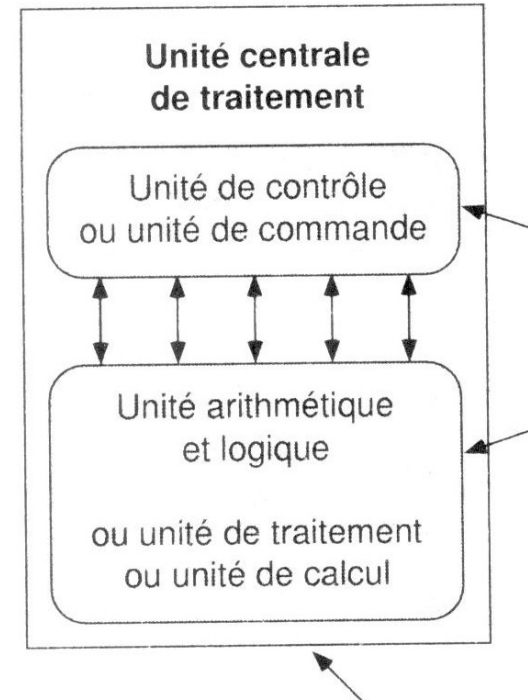 Unité centrale
de traitement
Unité de contrôle
ou unité de commande
Unité arithmétique
et logique
ou unité de traitement
ou unité de calcul